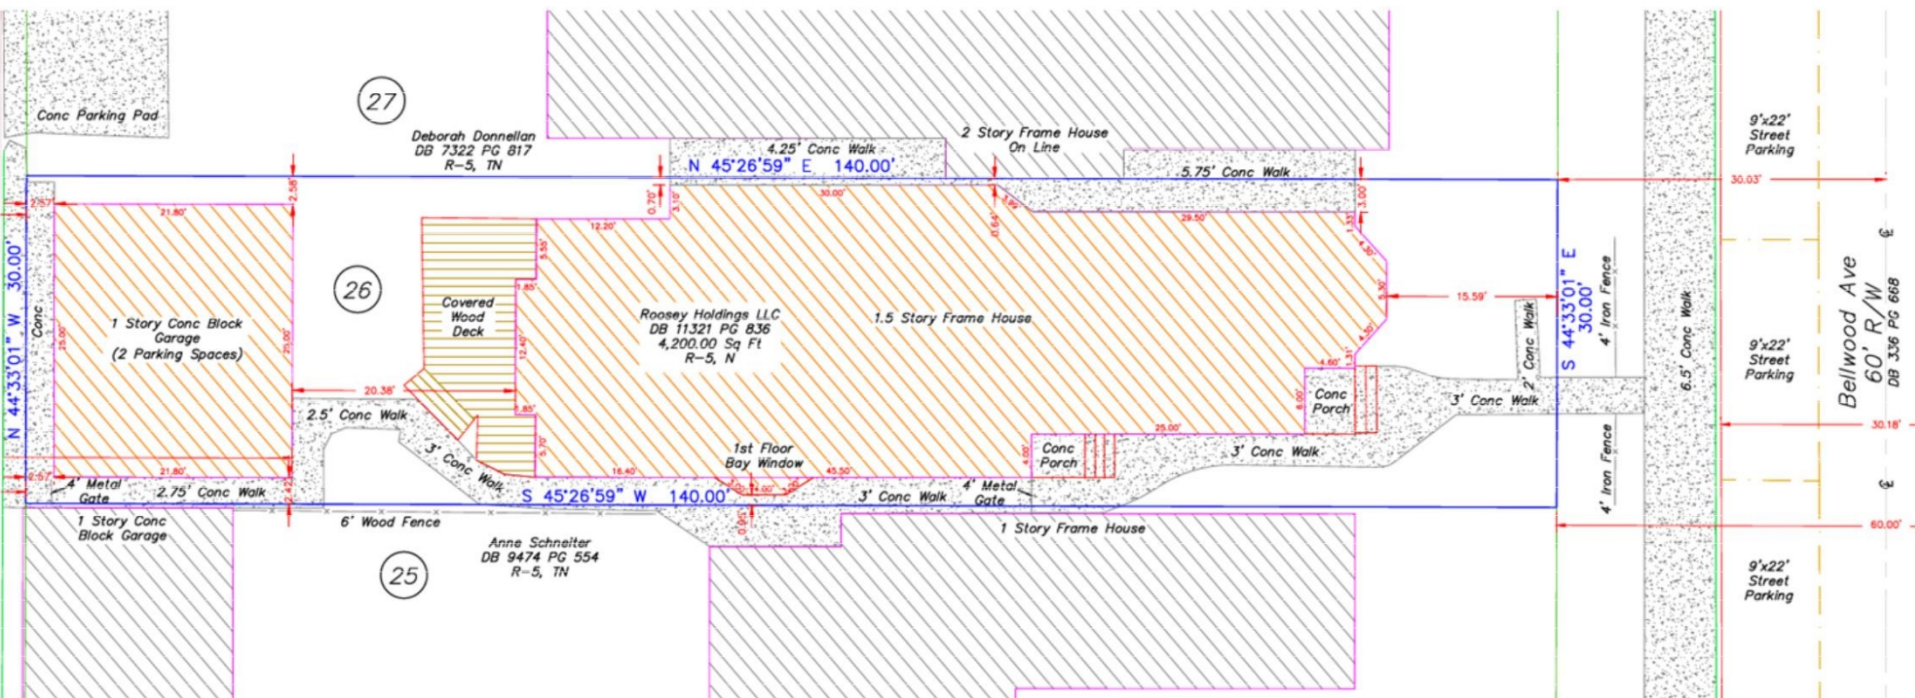 Conc Parking Pad
27
Deborah Donnellan
DB 7322 PG 817
R-5, TN
4.25' Conc Walk
N 45°26'59" E 140.00'
2 Story Frame House
On Line
5.75' Conc Walk
9'x22'
Street
Parking
30.03'
2.58'
2.57'
21.80'
0.70'
3.10'
30.00'
0.64'
3.99'
29.50'
3.00'
1.33'
4.30'
5.30'
4.30'
1.31'
12.20'
5.55'
1.85'
12.40'
1.85'
5.70'
N 44°33'01" W 30.00'
Conc
25.00'
1 Story Conc Block
Garage
(2 Parking Spaces)
25.00'
26
Covered
Wood
Deck
Roosey Holdings LLC
DB 11321 PG 836
4,200.00 Sq Ft
R-5, N
1.5 Story Frame House
15.59'
S 44°33'01" E
30.00'
4' Iron Fence
6.5' Conc Walk
9'x22'
Street
Parking
Bellwood Ave
60' R/W
DB 336 PG 668
20.38'
2.5' Conc Walk
3' Conc Walk
4.60'
6.00'
Conc
Porch
2' Conc Walk
3' Conc Walk
30.18'
25.00'
1st Floor
Bay Window
4.00'
Conc
Porch
3' Conc Walk
4' Iron Fence
2.57'
21.80'
4' Metal
Gate
2.75' Conc Walk
2.42'
16.40'
45.50'
4.00'
S 45°26'59" W 140.00'
0.95'
3' Conc Walk
4' Metal
Gate
1 Story Conc
Block Garage
6' Wood Fence
1 Story Frame House
60.00'
Anne Schneiter
DB 9474 PG 554
R-5, TN
25
9'x22'
Street
Parking